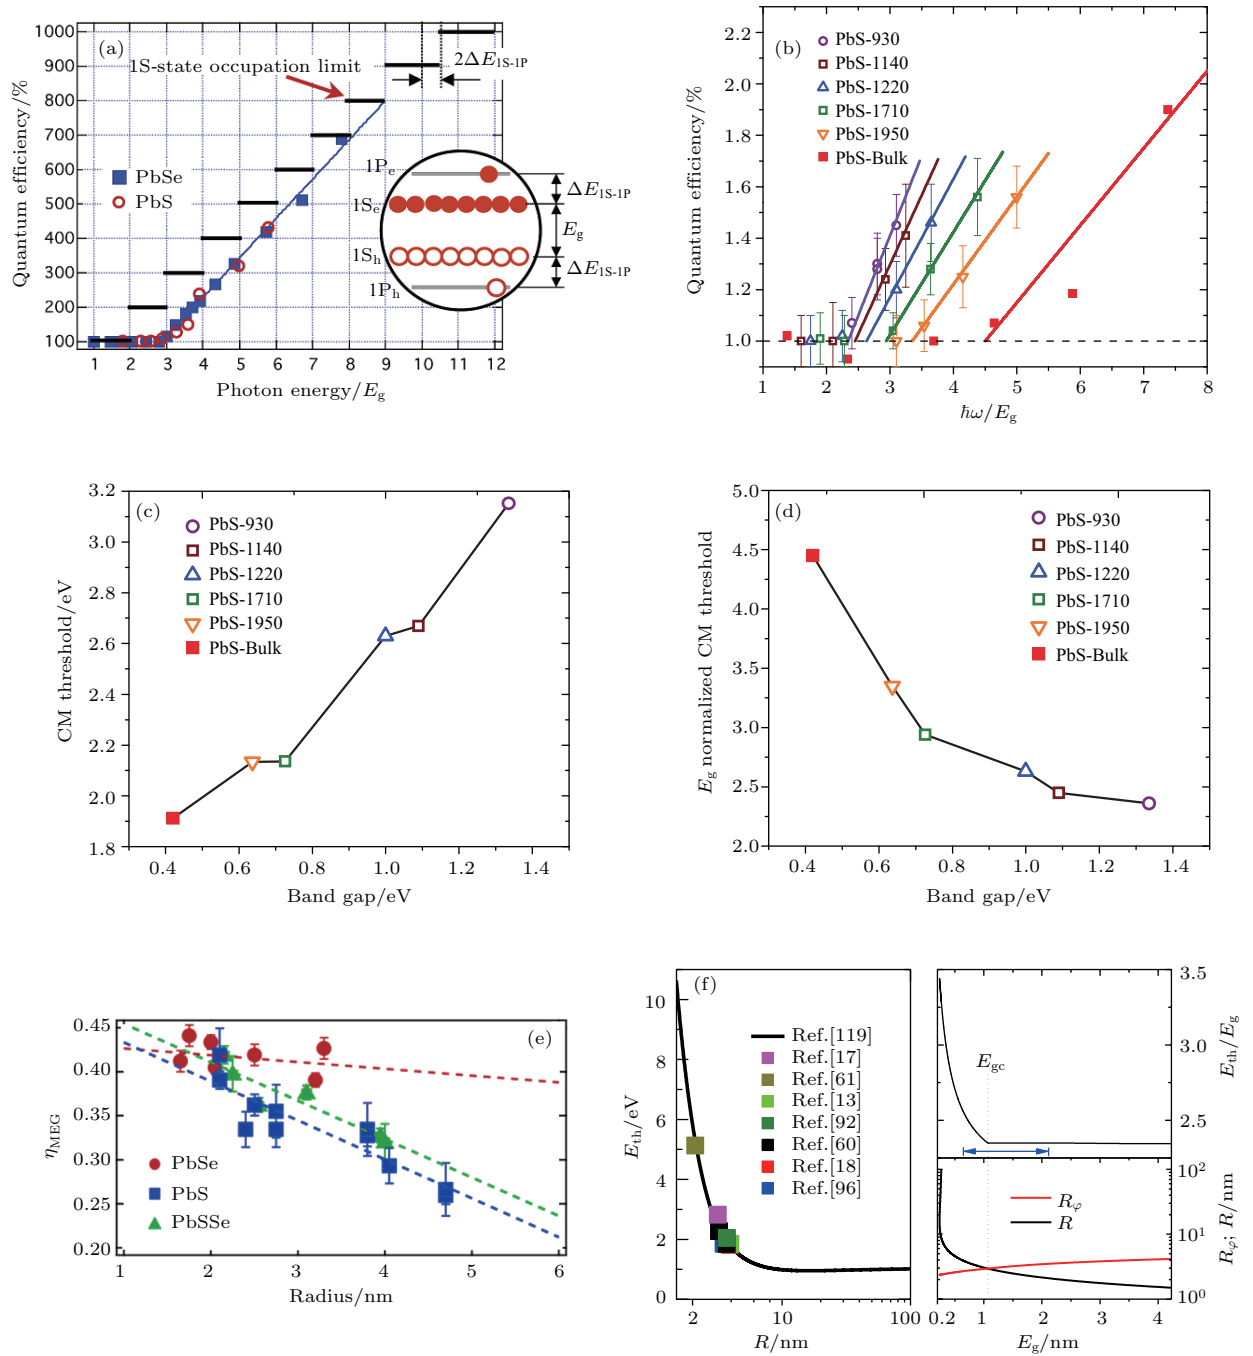 (a)
1S-state occupation limit
2ΔE1S-1P
PbSe
PbS
1Pe
1Se
1Sh
1Ph
ΔE1S-1P
Eg
ΔE1S-1P
Quantum efficiency/%
1000
900
800
700
600
500
400
300
200
100
1 2 3 4 5 6 7 8 9 10 11 12
Photon energy/Eg
(b)
PbS-930
PbS-1140
PbS-1220
PbS-1710
PbS-1950
PbS-Bulk
Quantum efficiency/%
2.2
2.0
1.8
1.6
1.4
1.2
1.0
1 2 3 4 5 6 7 8
ħω/Eg
(c)
PbS-930
PbS-1140
PbS-1220
PbS-1710
PbS-1950
PbS-Bulk
CM threshold/eV
3.2
3.0
2.8
2.6
2.4
2.2
2.0
1.8
0.4 0.6 0.8 1.0 1.2 1.4
Band gap/eV
(d)
PbS-930
PbS-1140
PbS-1220
PbS-1710
PbS-1950
PbS-Bulk
Eg normalized CM threshold
5.0
4.5
4.0
3.5
3.0
2.5
2.0
0.4 0.6 0.8 1.0 1.2 1.4
Band gap/eV
(e)
PbSe
PbS
PbSSe
ηMEG
0.45
0.40
0.35
0.30
0.25
0.20
1 2 3 4 5 6
Radius/nm
(f)
Ref.[119]
Ref.[17]
Ref.[61]
Ref.[13]
Ref.[92]
Ref.[60]
Ref.[18]
Ref.[96]
Eth/eV
10
8
6
4
2
0
2 10 100
R/nm
Egc
3.5
3.0
2.5
Eth/Eg
Rφ
R
10²
10¹
10⁰
Rφ; R/nm
0.2 2 3 4
Eg/nm